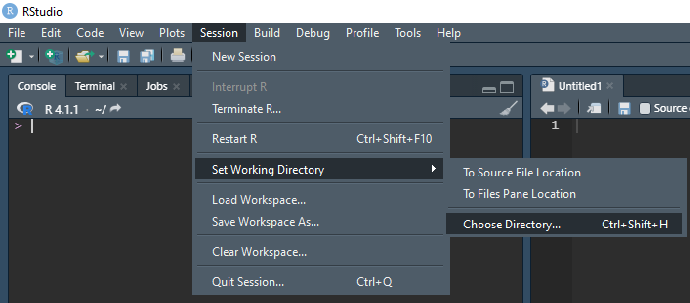 RStudio
File Edit Code View Plots Session Build Debug Profile Tools Help
New Session
Interrupt R
Terminate R...
Restart R Ctrl+Shift+F10
Set Working Directory
Load Workspace...
Save Workspace As...
Clear Workspace...
Quit Session... Ctrl+Q
To Source File Location
To Files Pane Location
Choose Directory... Ctrl+Shift+H
Console Terminal × Jobs ×
R 4.1.1 · ~/
>
Untitled1 ×
Source
1